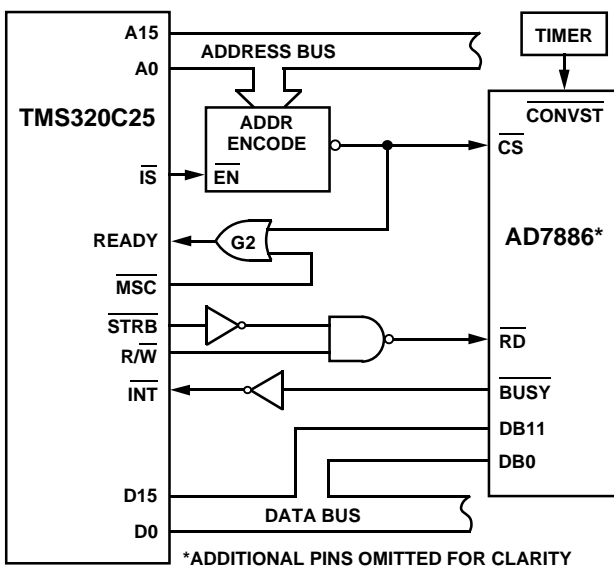 A15
ADDRESS BUS
TIMER
A0
TMS320C25
ADDR
ENCODE
CONVST
CS
IS
EN
AD7886*
READY
G2
MSC
STRB
R/W
RD
INT
BUSY
DB11
DB0
D15
DATA BUS
D0
*ADDITIONAL PINS OMITTED FOR CLARITY